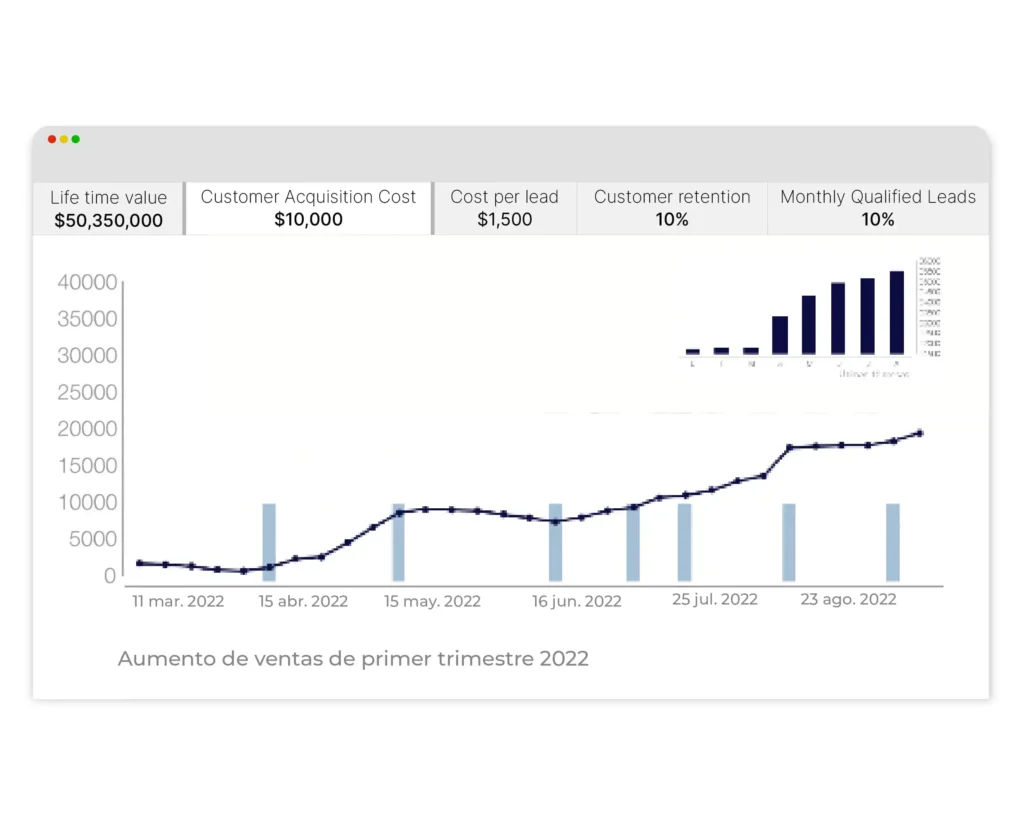 Life time value
$50,350,000
Customer Acquisition Cost
$10,000
Cost per lead
$1,500
Customer retention
10%
Monthly Qualified Leads
10%
40000
35000
30000
25000
20000
15000
10000
5000
0
11 mar. 2022
15 abr. 2022
15 may. 2022
16 jun. 2022
25 jul. 2022
23 ago. 2022
Aumento de ventas de primer trimestre 2022